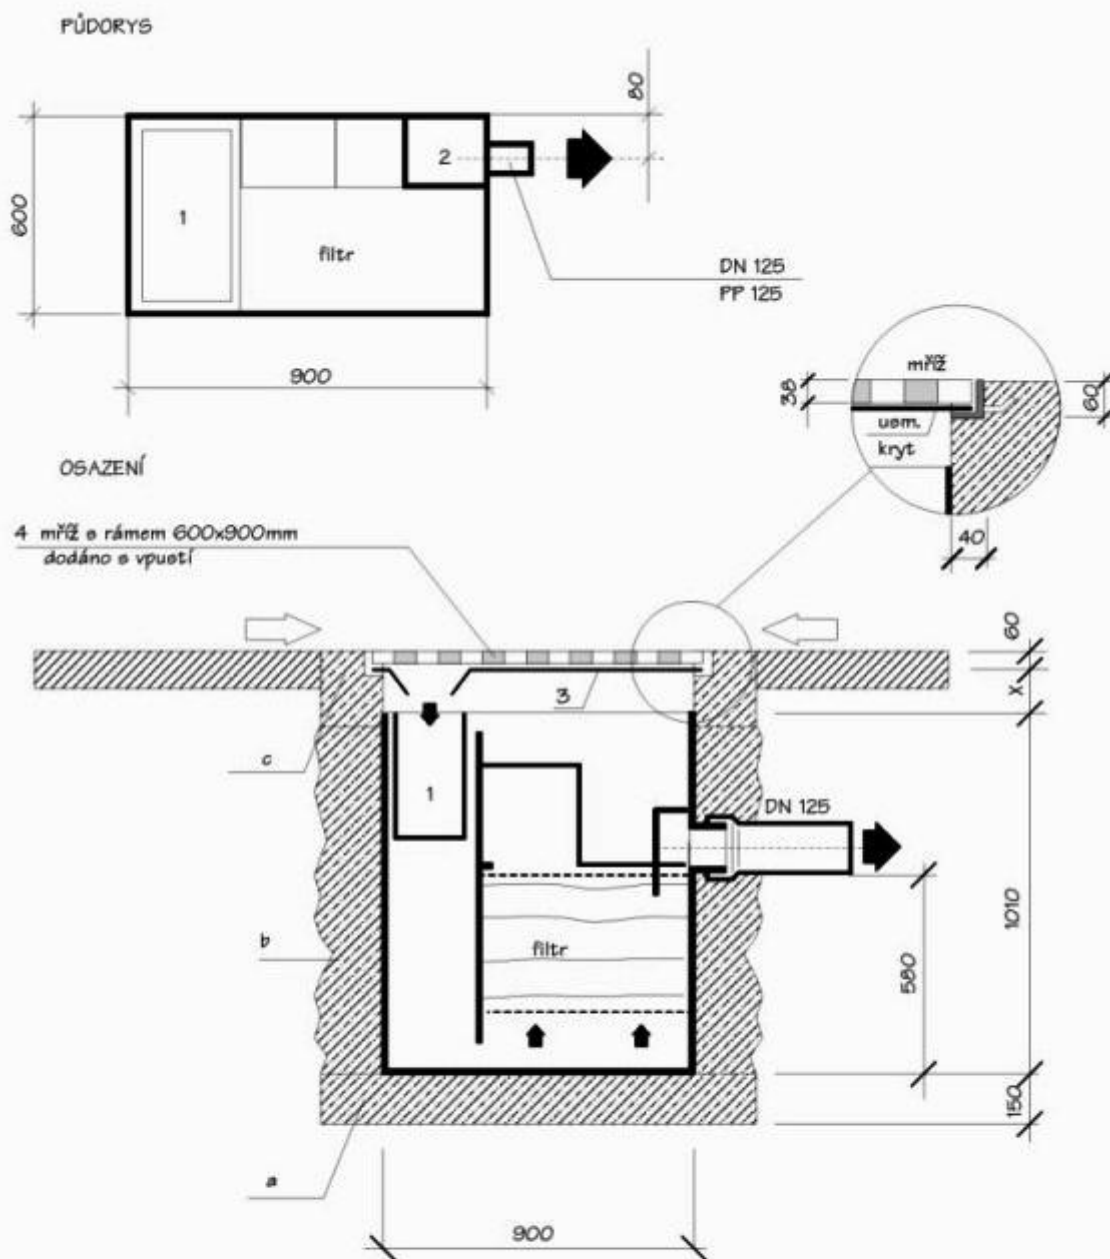 PŮDORYS
80
2
1
600
filtr
DN 125
PP 125
900
mříž
38
60
usm.
kryt
40
OSAZENÍ
4 mříž s rámem 600x900mm
dodáno s vpustí
60
3
x
c
1
DN 125
b
filtr
1010
580
150
a
900